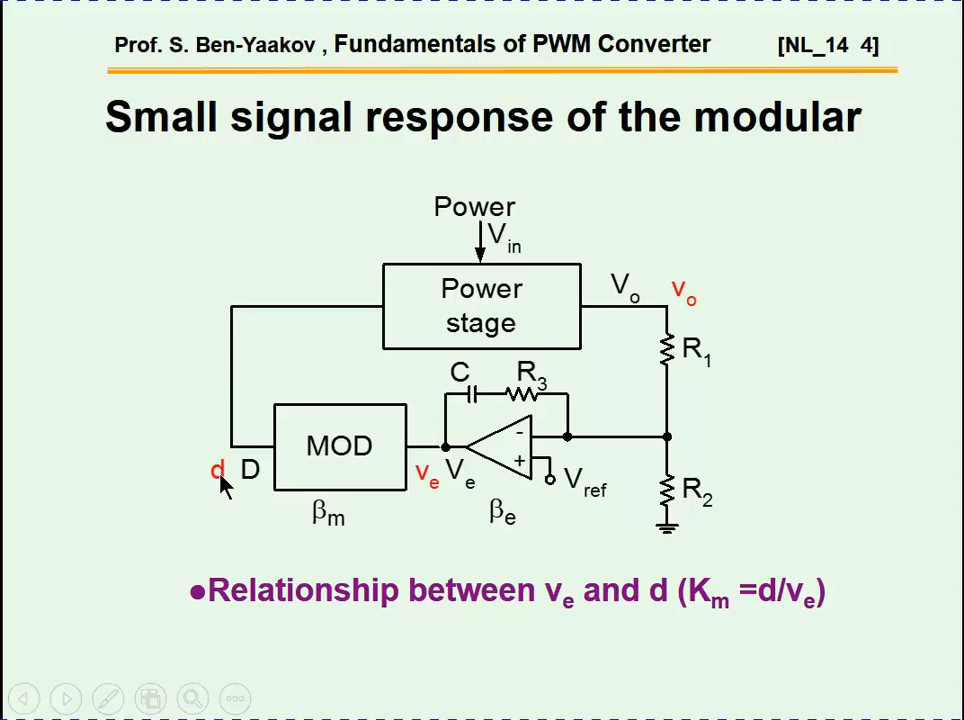 Prof. S. Ben-Yaakov , Fundamentals of PWM Converter [NL_14 4]
Small signal response of the modular
Power
Vin
Power
stage
Vo vo
R1
C R3
MOD
-
+
d D
ve Ve
Vref
R2
βm
βe
●Relationship between ve and d (Km =d/ve)